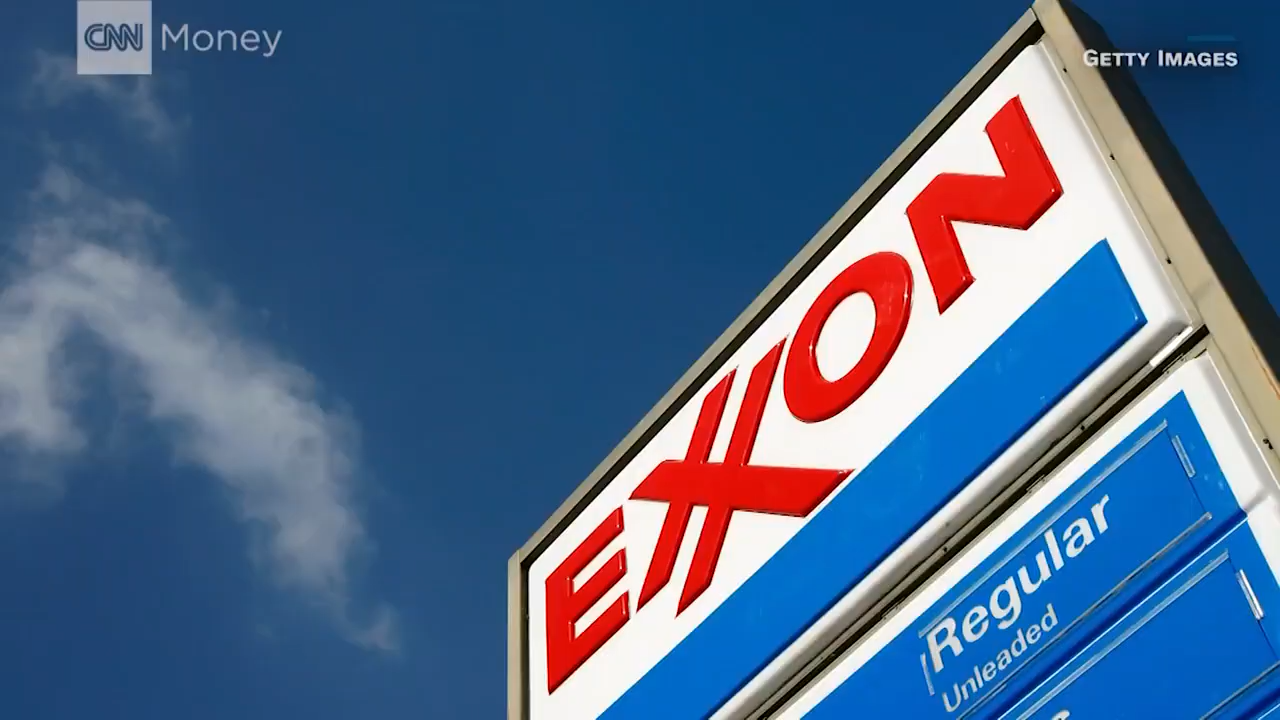 CNN Money
GETTY IMAGES
EXXON
Regular
Unleaded